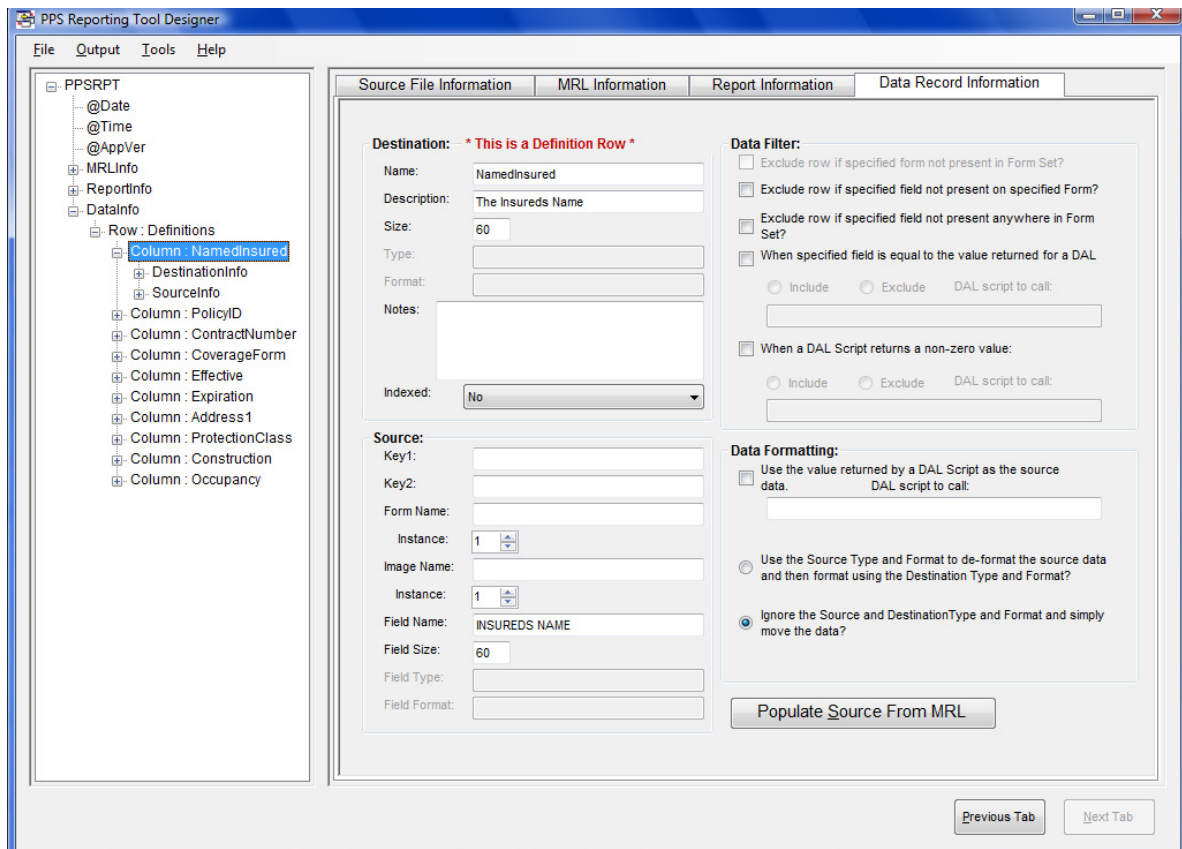 PPS Reporting Tool Designer
File Output Tools Help
PPSRPT
@Date
@Time
@AppVer
MRLInfo
ReportInfo
DataInfo
Row : Definitions
Column : NamedInsured
DestinationInfo
SourceInfo
Column : PolicyID
Column : ContractNumber
Column : CoverageForm
Column : Effective
Column : Expiration
Column : Address1
Column : ProtectionClass
Column : Construction
Column : Occupancy
Source File Information
MRL Information
Report Information
Data Record Information
Destination: * This is a Definition Row *
Name: NamedInsured
Description: The Insureds Name
Size: 60
Type:
Format:
Notes:
Indexed: No
Source:
Key1:
Key2:
Form Name:
Instance: 1
Image Name:
Instance: 1
Field Name: INSUREDS NAME
Field Size: 60
Field Type:
Field Format:
Data Filter:
Exclude row if specified form not present in Form Set?
Exclude row if specified field not present on specified Form?
Exclude row if specified field not present anywhere in Form
Set?
When specified field is equal to the value returned for a DAL
Include Exclude DAL script to call:
When a DAL Script returns a non-zero value:
Include Exclude DAL script to call:
Data Formatting:
Use the value returned by a DAL Script as the source
data. DAL script to call:
Use the Source Type and Format to de-format the source data
and then format using the Destination Type and Format?
Ignore the Source and DestinationType and Format and simply
move the data?
Populate Source From MRL
Previous Tab
Next Tab